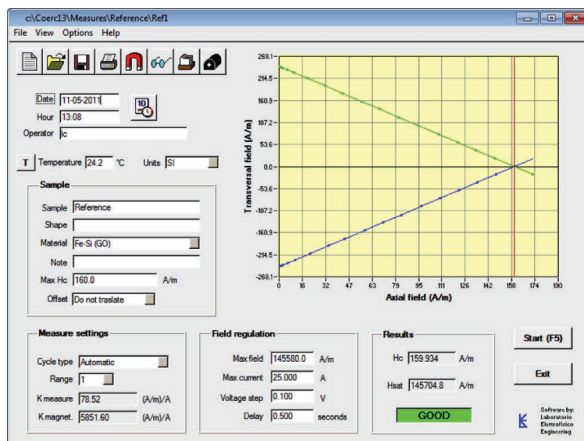 c:\Coerc13\Measures\Reference\Ref1
File View Options Help
Date 11-05-2011
Hour 13:08
Operator lc
T Temperature 24.2 °C Units SI
Sample
Sample Reference
Shape
Material Fe-Si (GO)
Note
Max Hc 160.0 A/m
Offset Do not traslate
Transversal field (A/m)
268.1
214.5
160.9
107.2
53.6
0.0
-53.6
-107.2
-160.9
-214.5
-268.1
0 16 32 47 63 79 95 111 127 142 158 174 190
Axial field (A/m)
Measure settings
Cycle type Automatic
Range 1
K measure 78.52 (A/m)/A
K magnet. 5851.60 (A/m)/A
Field regulation
Max field 145580.0 A/m
Max current 25.000 A
Voltage step 0.100 V
Delay 0.500 seconds
Results
Hc 159.934 A/m
Hsat 145704.8 A/m
GOOD
Start (F5)
Exit
Software by:
Laboratorio
Elettrofisico
Engineering